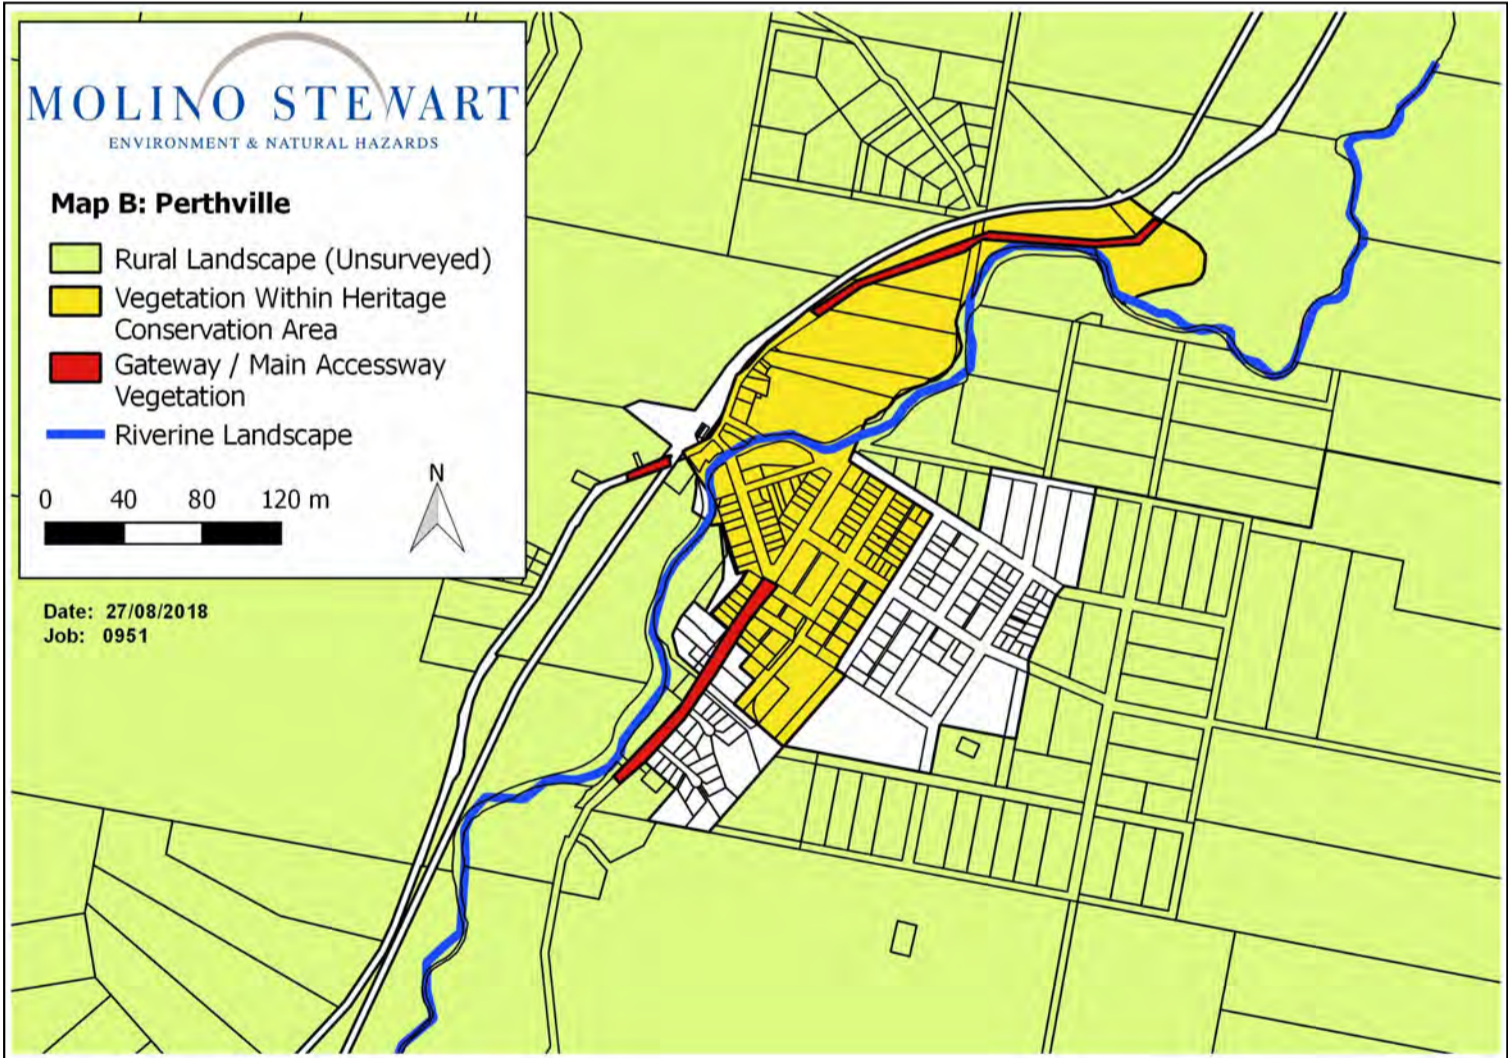 MOLINO STEWART
ENVIRONMENT & NATURAL HAZARDS
Map B: Perthville
Rural Landscape (Unsurveyed)
Vegetation Within Heritage
Conservation Area
Gateway / Main Accessway
Vegetation
Riverine Landscape
N
0 40 80 120 m
Date: 27/08/2018
Job: 0951